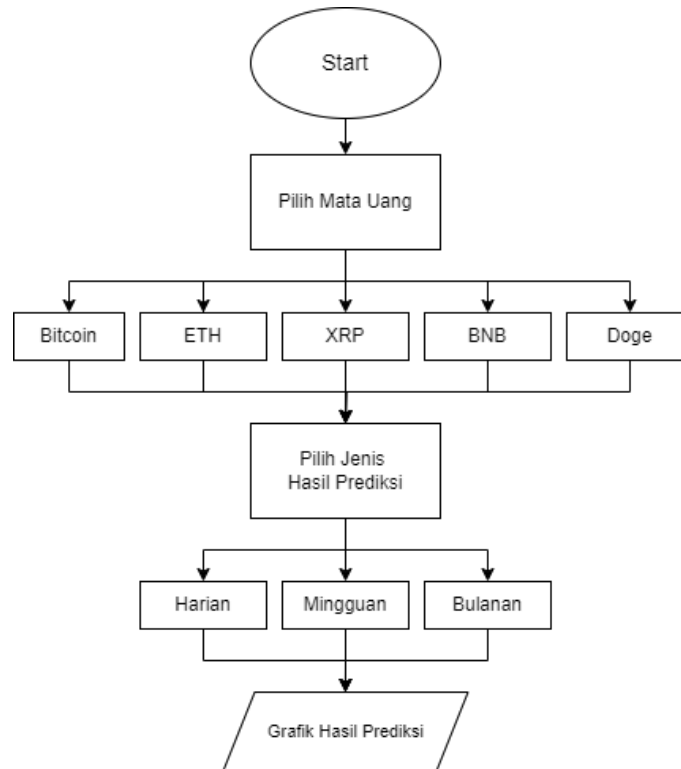 Start
Pilih Mata Uang
Bitcoin
ETH
XRP
BNB
Doge
Pilih Jenis
Hasil Prediksi
Harian
Mingguan
Bulanan
Grafik Hasil Prediksi